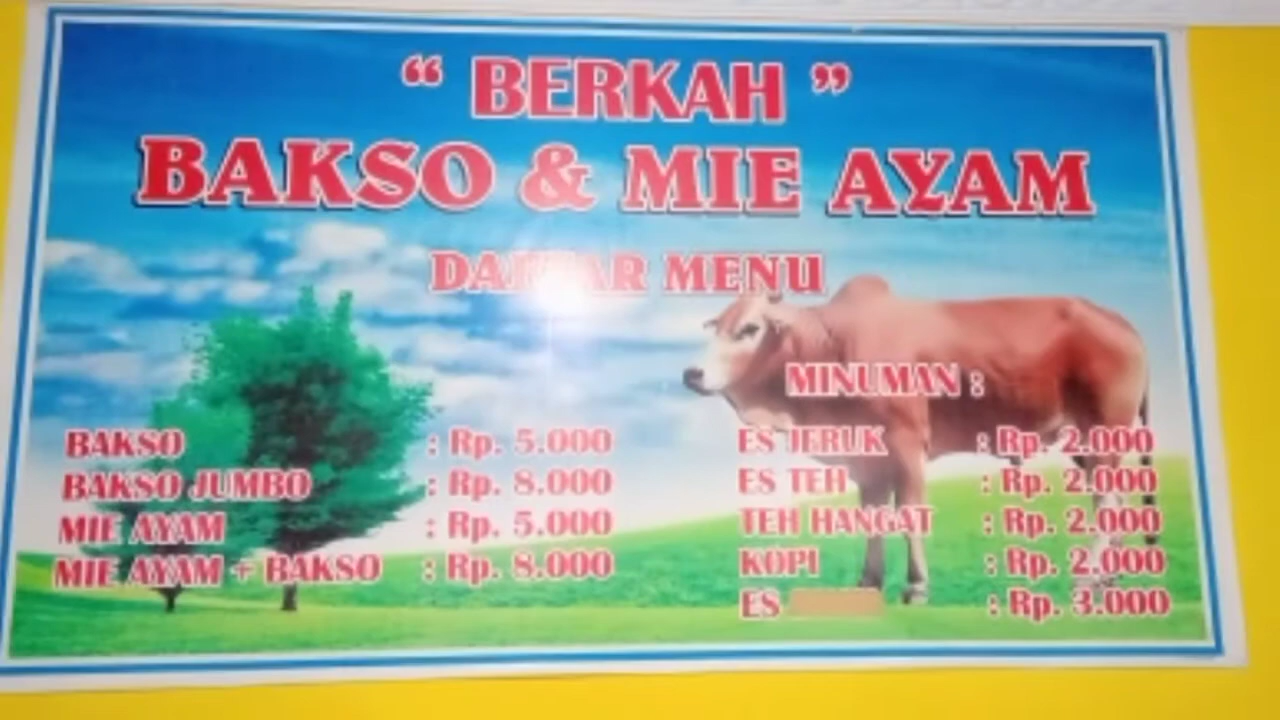 “ BERKAH ”
BAKSO & MIE AYAM
MENU
BAKSO : Rp. 5.000
BAKSO JUMBO : Rp. 8.000
MIE AYAM : Rp. 5.000
MIE AYAM + BAKSO : Rp. 8.000
MINUMAN :
ES JERUK : Rp. 2.000
ES TEH : Rp. 2.000
TEH HANGAT : Rp. 2.000
KOPI : Rp. 2.000
ES : Rp. 3.000